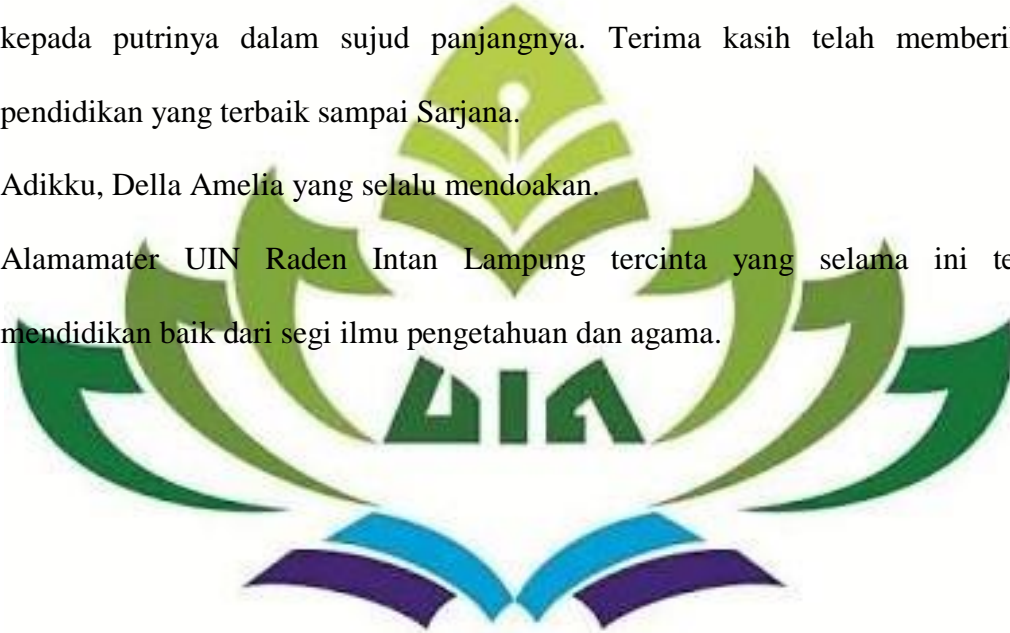 kepada putrinya dalam sujud panjangnya. Terima kasih telah memberi
pendidikan yang terbaik sampai Sarjana.
Adikku, Della Amelia yang selalu mendoakan.
Alamamater UIN Raden Intan Lampung tercinta yang selama ini te
mendidikan baik dari segi ilmu pengetahuan dan agama.
UIN